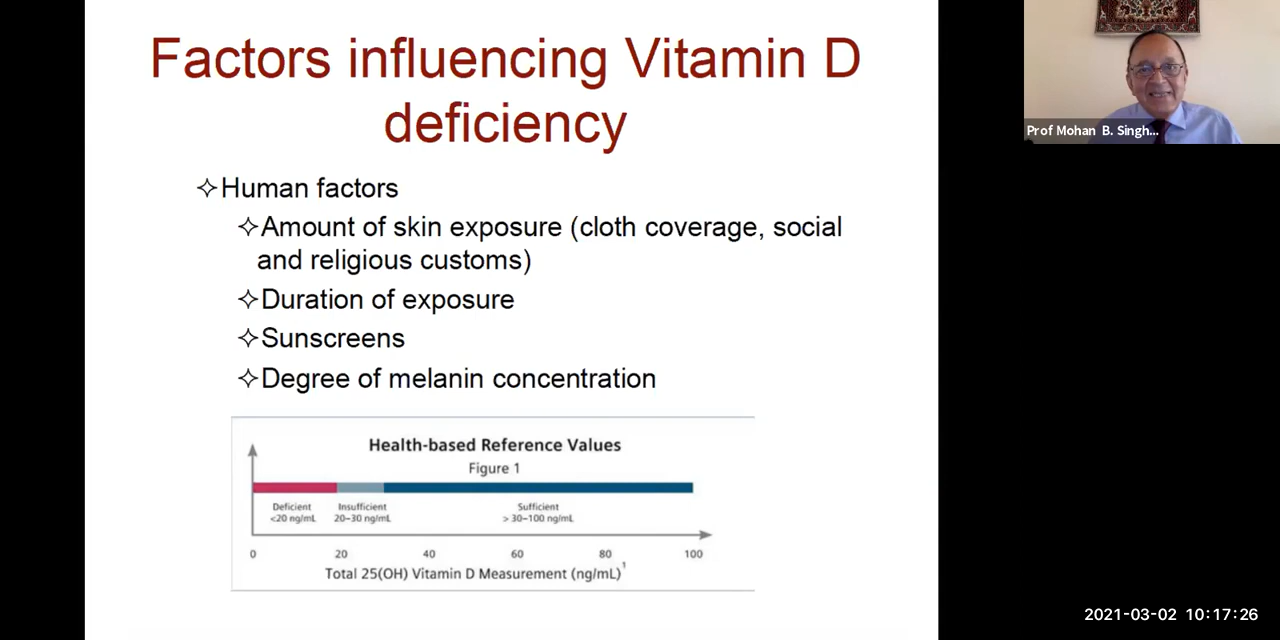 Factors influencing Vitamin D
deficiency
Human factors
Amount of skin exposure (cloth coverage, social
and religious customs)
Duration of exposure
Sunscreens
Degree of melanin concentration
Health-based Reference Values
Figure 1
Deficient
<20 ng/mL
Insufficient
20–30 ng/mL
Sufficient
> 30–100 ng/mL
0 20 40 60 80 100
Total 25(OH) Vitamin D Measurement (ng/mL)1
Prof Mohan B. Singh...
2021-03-02 10:17:26